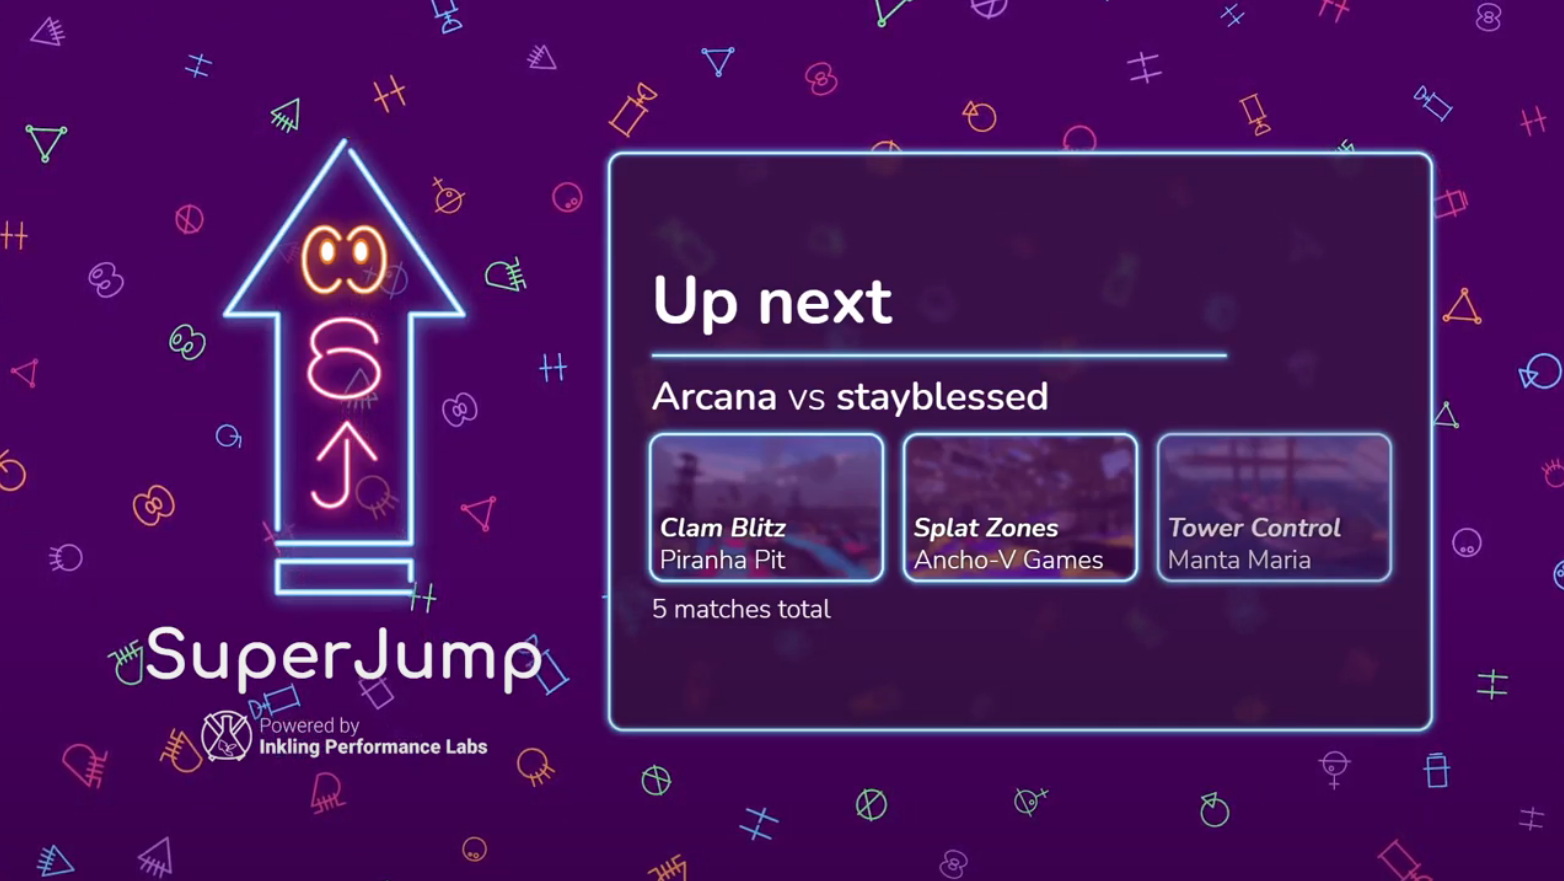 Up next
Arcana vs stayblessed
Clam Blitz
Piranha Pit
Splat Zones
Ancho-V Games
Tower Control
Manta Maria
5 matches total
SuperJump
Powered by
Inkling Performance Labs